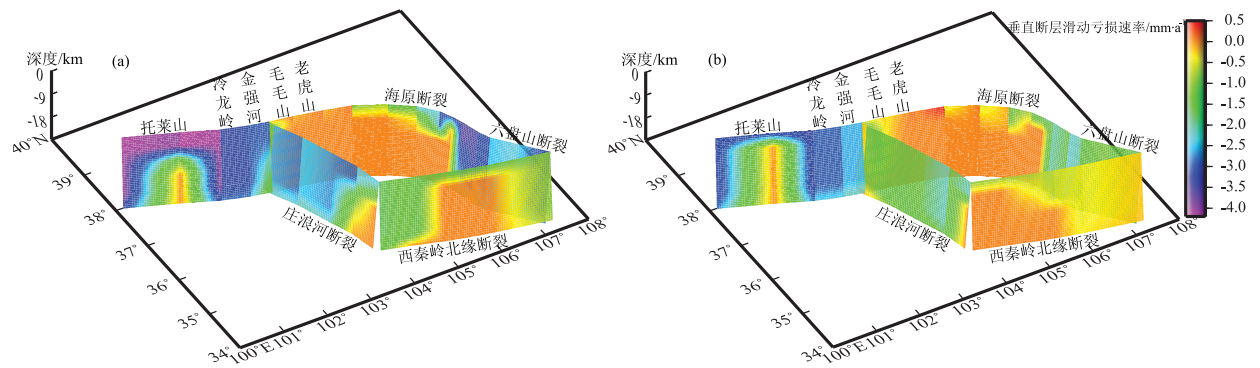 深度/km
(a)
0
-9
-18
40°N
39°
38°
37°
36°
35°
34°
100°E
101°
102°
103°
104°
105°
106°
107°
108°
托莱山
冷龙岭
金强河
毛毛山
老虎山
海原断裂
六盘山断裂
庄浪河断裂
西秦岭北缘断裂
深度/km
(b)
0
-9
-18
40°N
39°
38°
37°
36°
35°
34°
100°E
101°
102°
103°
104°
105°
106°
107°
108°
托莱山
冷龙岭
金强河
毛毛山
老虎山
海原断裂
六盘山断裂
庄浪河断裂
西秦岭北缘断裂
垂直断层滑动亏损速率/mm·a⁻
0.5
0.0
-0.5
-1.0
-1.5
-2.0
-2.5
-3.0
-3.5
-4.0